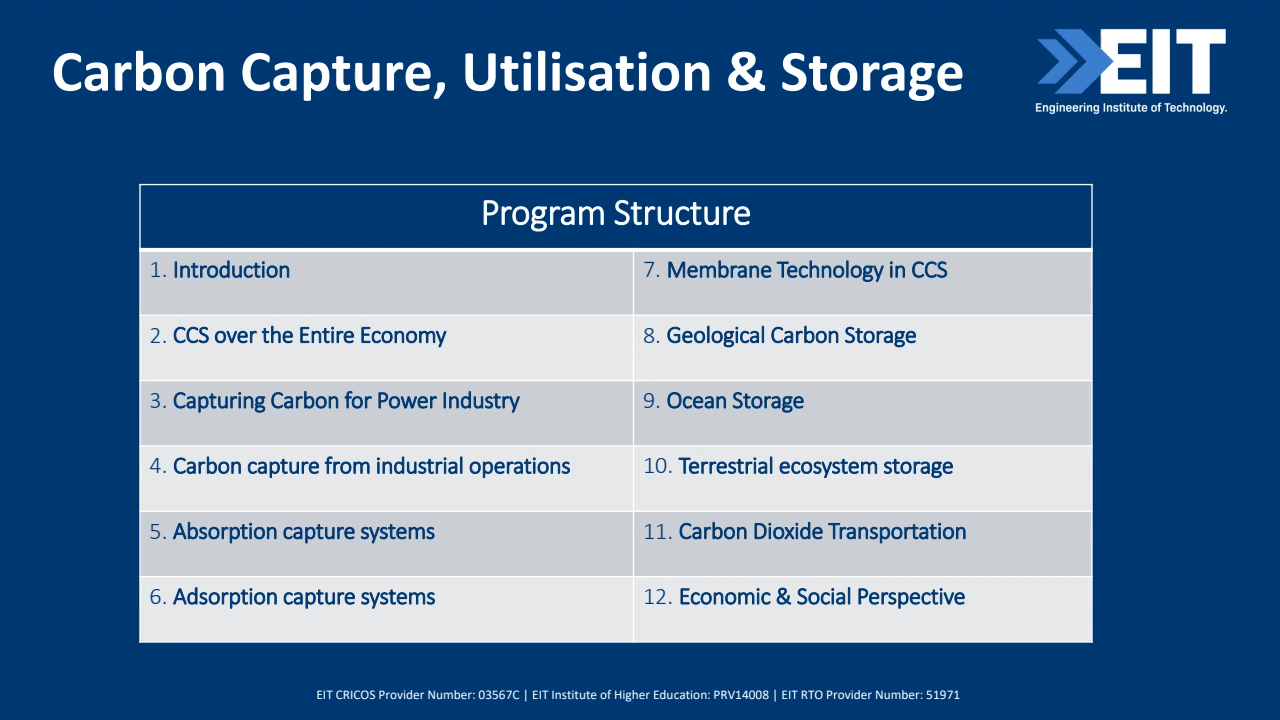 Carbon Capture, Utilisation & Storage
EIT
Engineering Institute of Technology.
Program Structure
1. Introduction
7. Membrane Technology in CCS
2. CCS over the Entire Economy
8. Geological Carbon Storage
3. Capturing Carbon for Power Industry
9. Ocean Storage
4. Carbon capture from industrial operations
10. Terrestrial ecosystem storage
5. Absorption capture systems
11. Carbon Dioxide Transportation
6. Adsorption capture systems
12. Economic & Social Perspective
EIT CRICOS Provider Number: 03567C | EIT Institute of Higher Education: PRV14008 | EIT RTO Provider Number: 51971